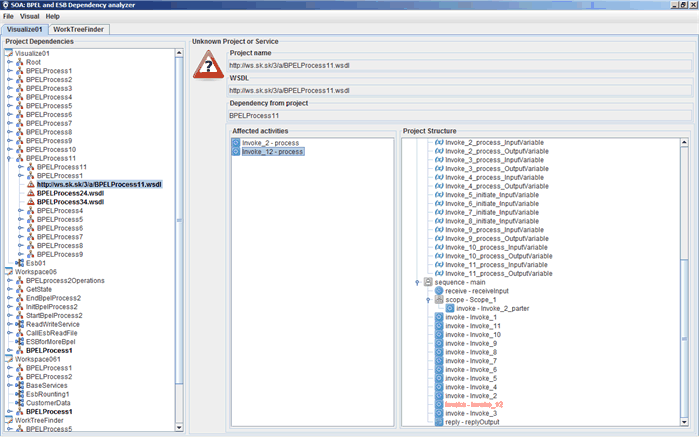 SOA: BPEL and ESB Dependency analyzer
File Visual Help
Visualize01 WorkTreeFinder
Project Dependencies
Visualize01
Root
BPELProcess1
BPELProcess2
BPELProcess3
BPELProcess4
BPELProcess5
BPELProcess6
BPELProcess7
BPELProcess8
BPELProcess9
BPELProcess10
BPELProcess11
BPELProcess11
BPELProcess1
http://ws.sk.sk/3/a/BPELProcess11.wsdl
BPELProcess24.wsdl
BPELProcess34.wsdl
BPELProcess4
BPELProcess5
BPELProcess6
BPELProcess7
BPELProcess8
BPELProcess9
Esb01
Workspace06
BPELprocess2Operations
GetState
EndBpelProcess2
InitBpelProcess2
StartBpelProcess2
ReadWriteService
CallEsbReadFile
ESBforMoreBpel
BPELProcess1
Workspace061
BPELProcess1
BPELProcess2
BaseServices
EsbRounting1
CustomerData
BPELProcess1
WorkTreeFinder
BPELProcess5
Unknown Project or Service
Project name
http://ws.sk.sk/3/a/BPELProcess11.wsdl
WSDL
http://ws.sk.sk/3/a/BPELProcess11.wsdl
Dependency from project
BPELProcess11
Affected activities
Invoke_2 - process
Invoke_12 - process
Project Structure
Invoke_2_process_InputVariable
Invoke_2_process_OutputVariable
Invoke_3_process_InputVariable
Invoke_3_process_OutputVariable
Invoke_4_process_InputVariable
Invoke_4_process_OutputVariable
Invoke_5_initiate_InputVariable
Invoke_6_initiate_InputVariable
Invoke_7_initiate_InputVariable
Invoke_8_initiate_InputVariable
Invoke_9_process_InputVariable
Invoke_9_process_OutputVariable
Invoke_10_process_InputVariable
Invoke_10_process_OutputVariable
Invoke_11_process_InputVariable
Invoke_11_process_OutputVariable
sequence - main
receive - receiveInput
scope - Scope_1
invoke - Invoke_2_parter
invoke - Invoke_1
invoke - Invoke_11
invoke - Invoke_10
invoke - Invoke_9
invoke - Invoke_8
invoke - Invoke_7
invoke - Invoke_6
invoke - Invoke_5
invoke - Invoke_4
invoke - Invoke_2
invoke - Invoke_12
invoke - Invoke_3
reply - replyOutput